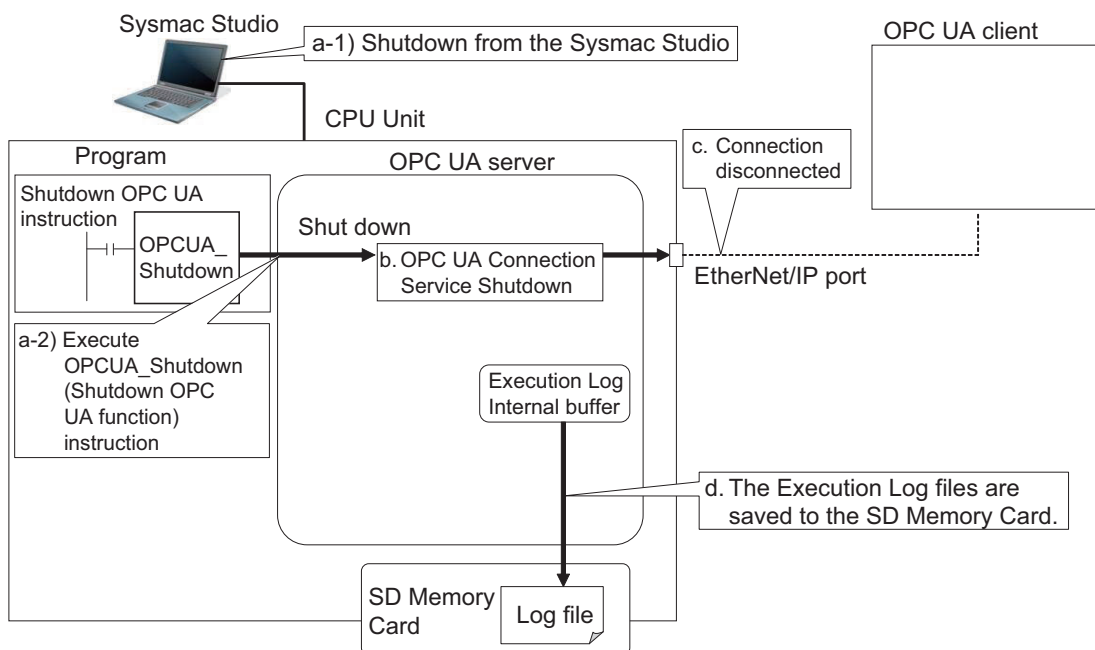 Sysmac Studio
a-1) Shutdown from the Sysmac Studio
OPC UA client
CPU Unit
Program
OPC UA server
c. Connection
disconnected
Shutdown OPC UA
instruction
OPCUA_
Shutdown
Shut down
b. OPC UA Connection
Service Shutdown
EtherNet/IP port
a-2) Execute
OPCUA_Shutdown
(Shutdown OPC
UA function)
instruction
Execution Log
Internal buffer
d. The Execution Log files are
saved to the SD Memory Card.
SD Memory
Card
Log file